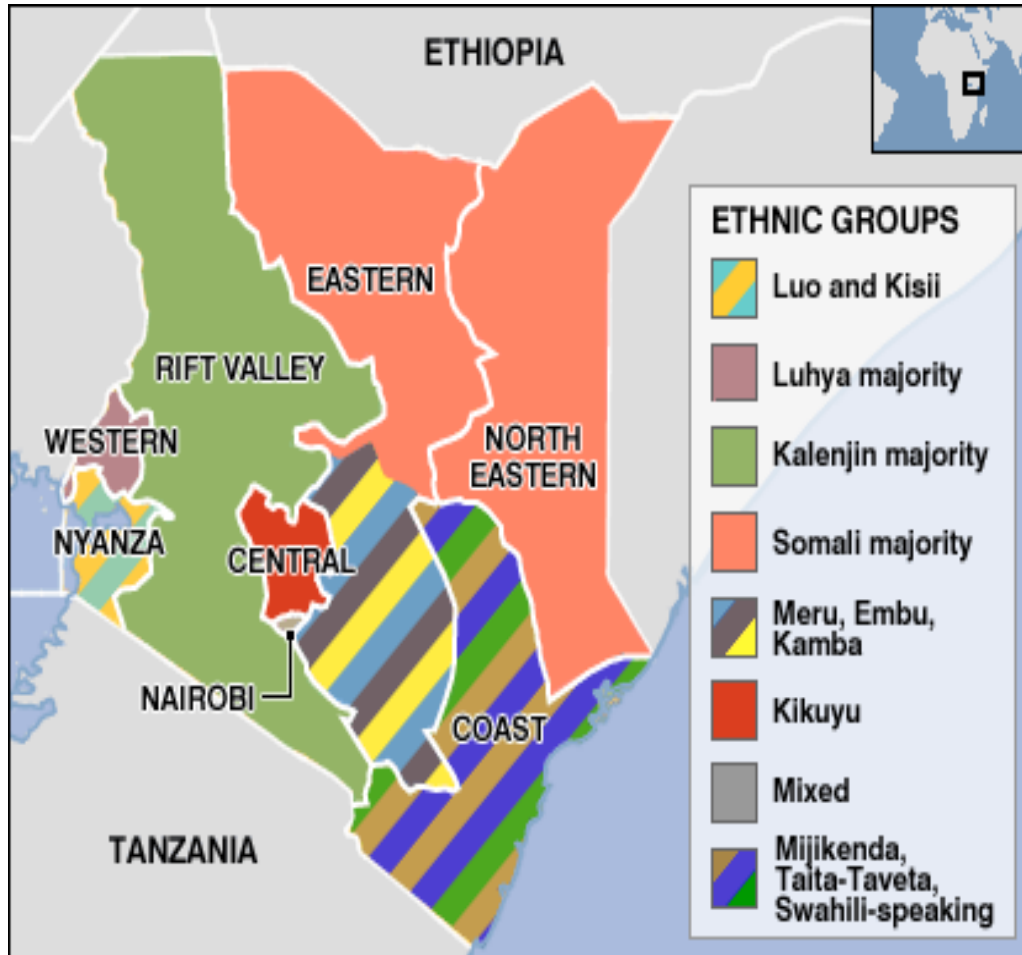 ETHIOPIA
EASTERN
RIFT VALLEY
WESTERN
NORTH
EASTERN
NYANZA
CENTRAL
NAIROBI
COAST
TANZANIA
ETHNIC GROUPS
Luo and Kisii
Luhya majority
Kalenjin majority
Somali majority
Meru, Embu,
Kamba
Kikuyu
Mixed
Mijikenda,
Taita-Taveta,
Swahili-speaking